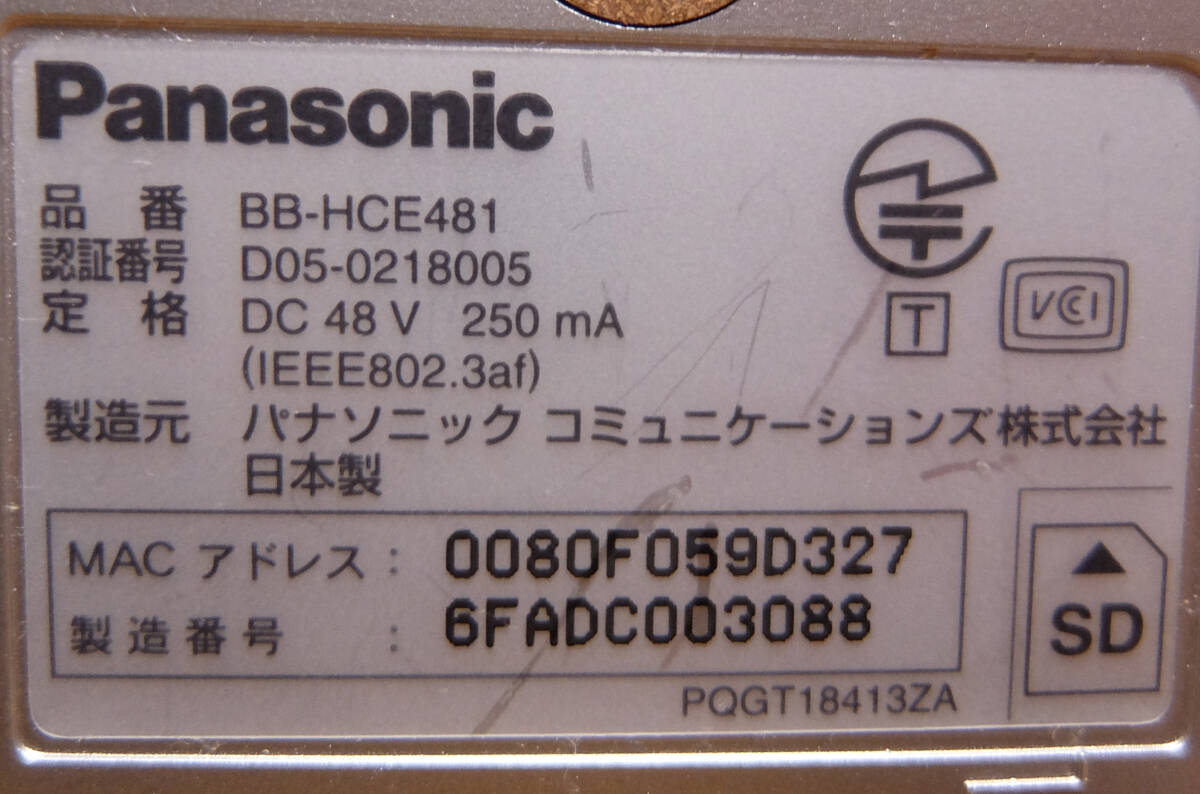 Panasonic
品番 BB-HCE481
認証番号 D05-0218005
定格 DC 48 V 250 mA
(IEEE802.3af)
製造元 パナソニック コミュニケーションズ株式会社
日本製
T
VCCI
MAC アドレス : 0080F059D327
製造番号 : 6FADC003088
SD
PQGT18413ZA